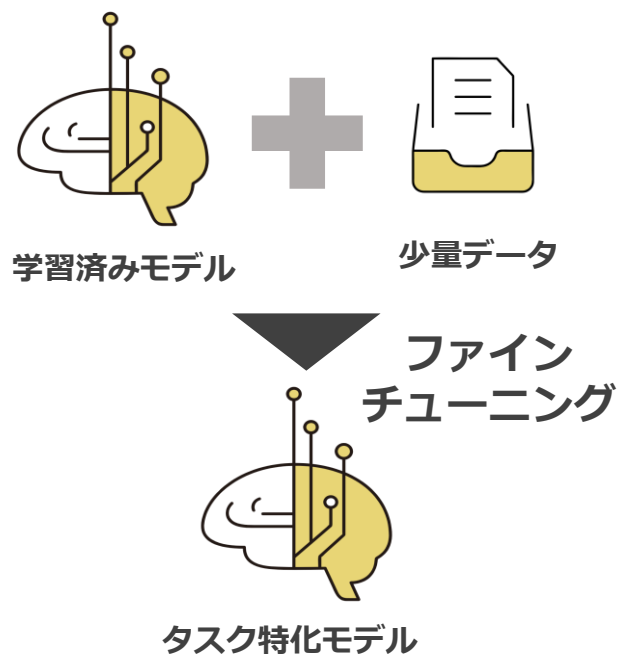 学習済みモデル
少量データ
ファイン
チューニング
タスク特化モデル